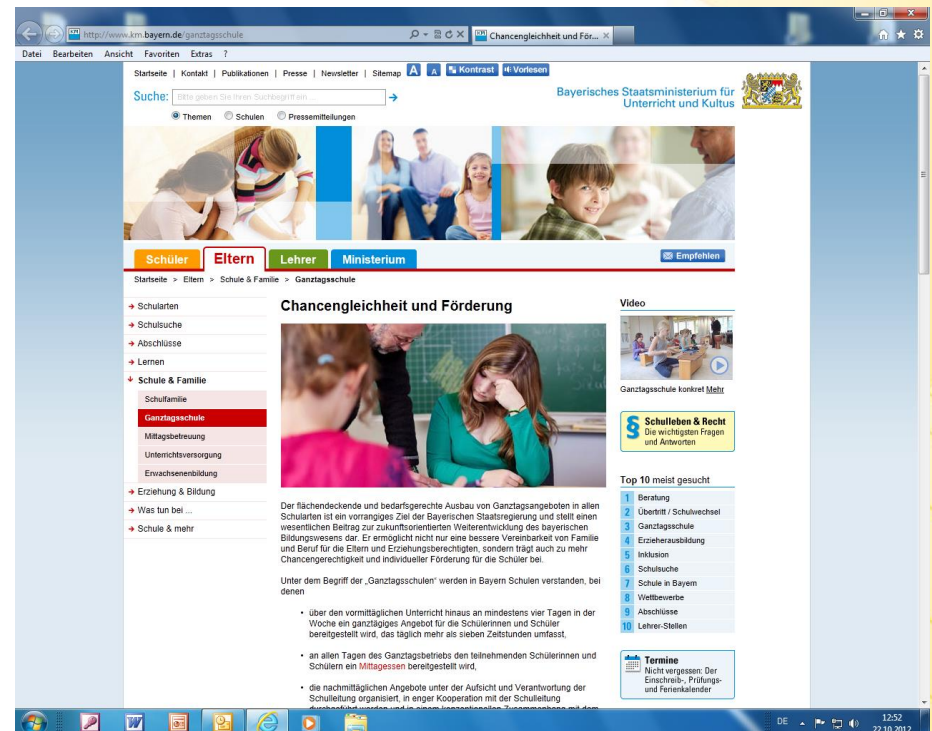 http://www.km.bayern.de/ganztagsschule
Chancengleichheit und För...
Datei Bearbeiten Ansicht Favoriten Extras ?
Startseite | Kontakt | Publikationen | Presse | Newsletter | Sitemap A A Kontrast Vorlesen
Suche: Bitte geben Sie Ihren Suchbegriff ein ...
Themen Schulen Pressemitteilungen
Bayerisches Staatsministerium für
Unterricht und Kultus
Schüler Eltern Lehrer Ministerium
Empfehlen
Startseite > Eltern > Schule & Familie > Ganztagsschule
Schularten
Schulsuche
Abschlüsse
Lernen
Schule & Familie
Schulfamilie
Ganztagsschule
Mittagsbetreuung
Unterrichtsversorgung
Erwachsenenbildung
Erziehung & Bildung
Was tun bei ...
Schule & mehr
Chancengleichheit und Förderung
Der flächendeckende und bedarfsgerechte Ausbau von Ganztagsangeboten in allen
Schularten ist ein vorrangiges Ziel der Bayerischen Staatsregierung und stellt einen
wesentlichen Beitrag zur zukunftsorientierten Weiterentwicklung des bayerischen
Bildungswesens dar. Er ermöglicht nicht nur eine bessere Vereinbarkeit von Familie
und Beruf für die Eltern und Erziehungsberechtigten, sondern trägt auch zu mehr
Chancengerechtigkeit und individueller Förderung für die Schüler bei.
Unter dem Begriff der „Ganztagsschulen" werden in Bayern Schulen verstanden, bei
denen
• über den vormittäglichen Unterricht hinaus an mindestens vier Tagen in der
Woche ein ganztägiges Angebot für die Schülerinnen und Schüler
bereitgestellt wird, das täglich mehr als sieben Zeitstunden umfasst,
• an allen Tagen des Ganztagsbetriebs den teilnehmenden Schülerinnen und
Schülern ein Mittagessen bereitgestellt wird,
• die nachmittäglichen Angebote unter der Aufsicht und Verantwortung der
Schulleitung organisiert, in enger Kooperation mit der Schulleitung
durchgeführt werden und in einem konzeptionellen Zusammenhang mit dem
Video
Ganztagsschule konkret Mehr
§ Schulleben & Recht
Die wichtigsten Fragen
und Antworten
Top 10 meist gesucht
1 Beratung
2 Übertritt / Schulwechsel
3 Ganztagsschule
4 Erzieherausbildung
5 Inklusion
6 Schulsuche
7 Schule in Bayern
8 Wettbewerbe
9 Abschlüsse
10 Lehrer-Stellen
Termine
Nicht vergessen: Der
Einschreib-, Prüfungs-
und Ferienkalender
DE 12:52
22.10.2012